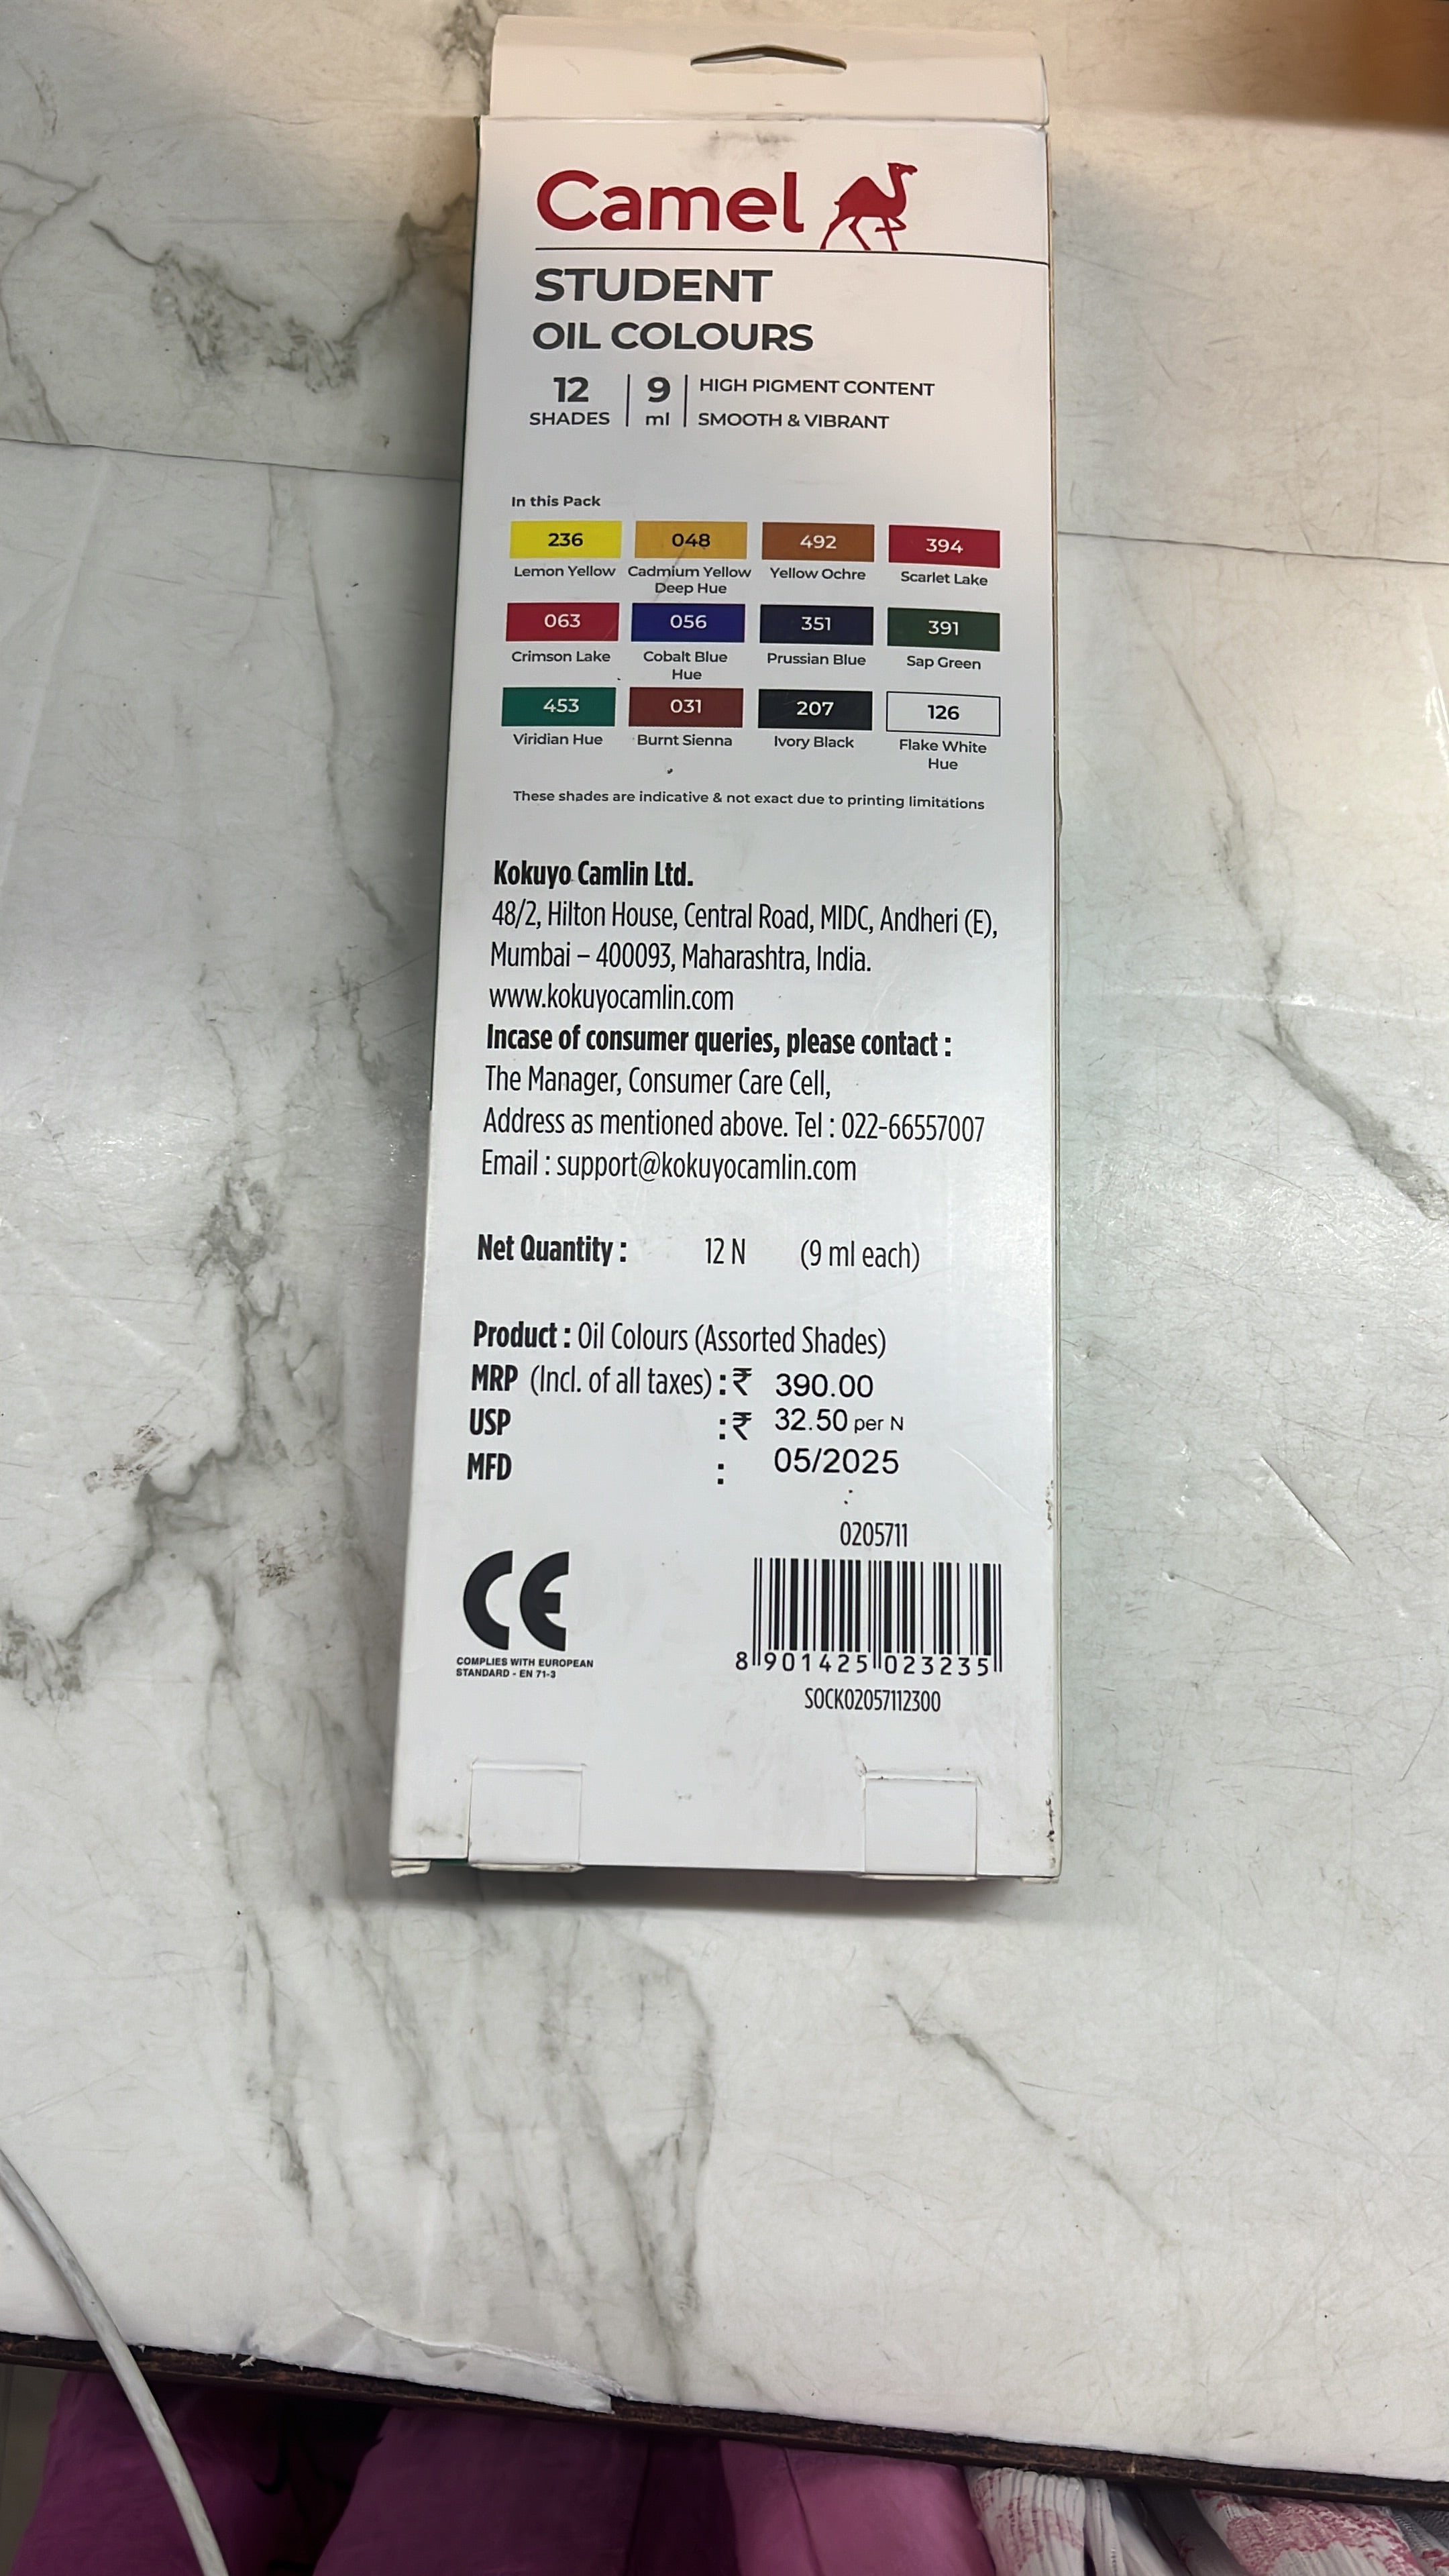 Camel
STUDENT
OIL COLOURS
12 SHADES | 9 ml | HIGH PIGMENT CONTENT
SMOOTH & VIBRANT
In this Pack
236 048 492 394
Lemon Yellow Cadmium Yellow Deep Hue Yellow Ochre Scarlet Lake
063 056 351 391
Crimson Lake Cobalt Blue Hue Prussian Blue Sap Green
453 031 207 126
Viridian Hue Burnt Sienna Ivory Black Flake White Hue
These shades are indicative & not exact due to printing limitations
Kokuyo Camlin Ltd.
48/2, Hilton House, Central Road, MIDC, Andheri (E),
Mumbai – 400093, Maharashtra, India.
www.kokuyocamlin.com
Incase of consumer queries, please contact :
The Manager, Consumer Care Cell,
Address as mentioned above. Tel : 022-66557007
Email : support@kokuyocamlin.com
Net Quantity : 12 N (9 ml each)
Product : Oil Colours (Assorted Shades)
MRP (Incl. of all taxes) : ₹ 390.00
USP : ₹ 32.50 per N
MFD : 05/2025
0205711
CE
COMPLIES WITH EUROPEAN
STANDARD - EN 71-3
8 901425 023235
SOCK02057112300